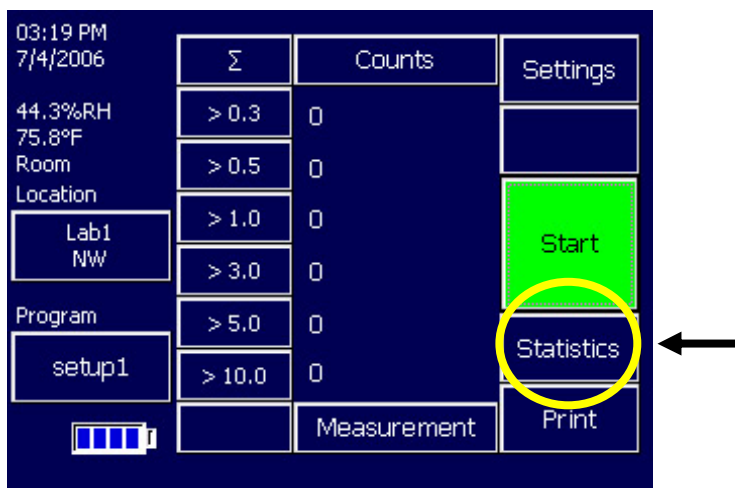 03:19 PM
7/4/2006
44.3%RH
75.8°F
Room
Location
Lab1
NW
Program
setup1
Σ
> 0.3
> 0.5
> 1.0
> 3.0
> 5.0
> 10.0
Counts
0
0
0
0
0
0
Measurement
Settings
Start
Statistics
Print